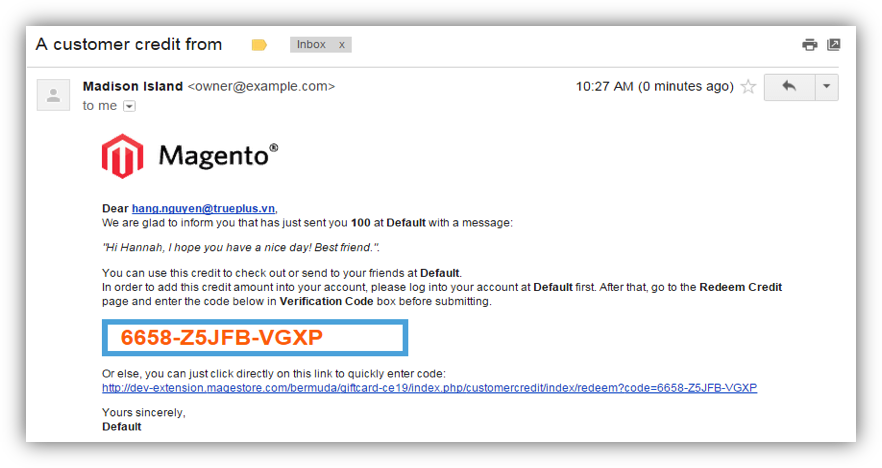 A customer credit from
Inbox x
Madison Island <owner@example.com>
10:27 AM (0 minutes ago)
to me
Magento®
Dear hang.nguyen@trueplus.vn,
We are glad to inform you that has just sent you 100 at Default with a message:
"Hi Hannah, I hope you have a nice day! Best friend.".
You can use this credit to check out or send to your friends at Default.
In order to add this credit amount into your account, please log into your account at Default first. After that, go to the Redeem Credit
page and enter the code below in Verification Code box before submitting.
6658-Z5JFB-VGXP
Or else, you can just click directly on this link to quickly enter code:
http://dev-extension.magestore.com/bermuda/giftcard-ce19/index.php/customercredit/index/redeem?code=6658-Z5JFB-VGXP
Yours sincerely,
Default